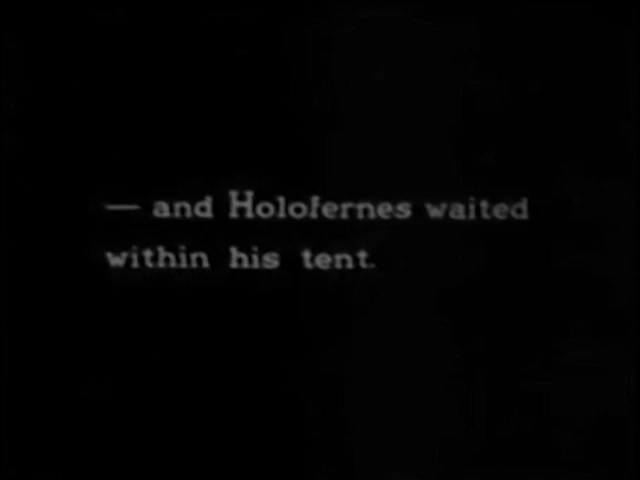 — and Holofernes waited
within his tent.